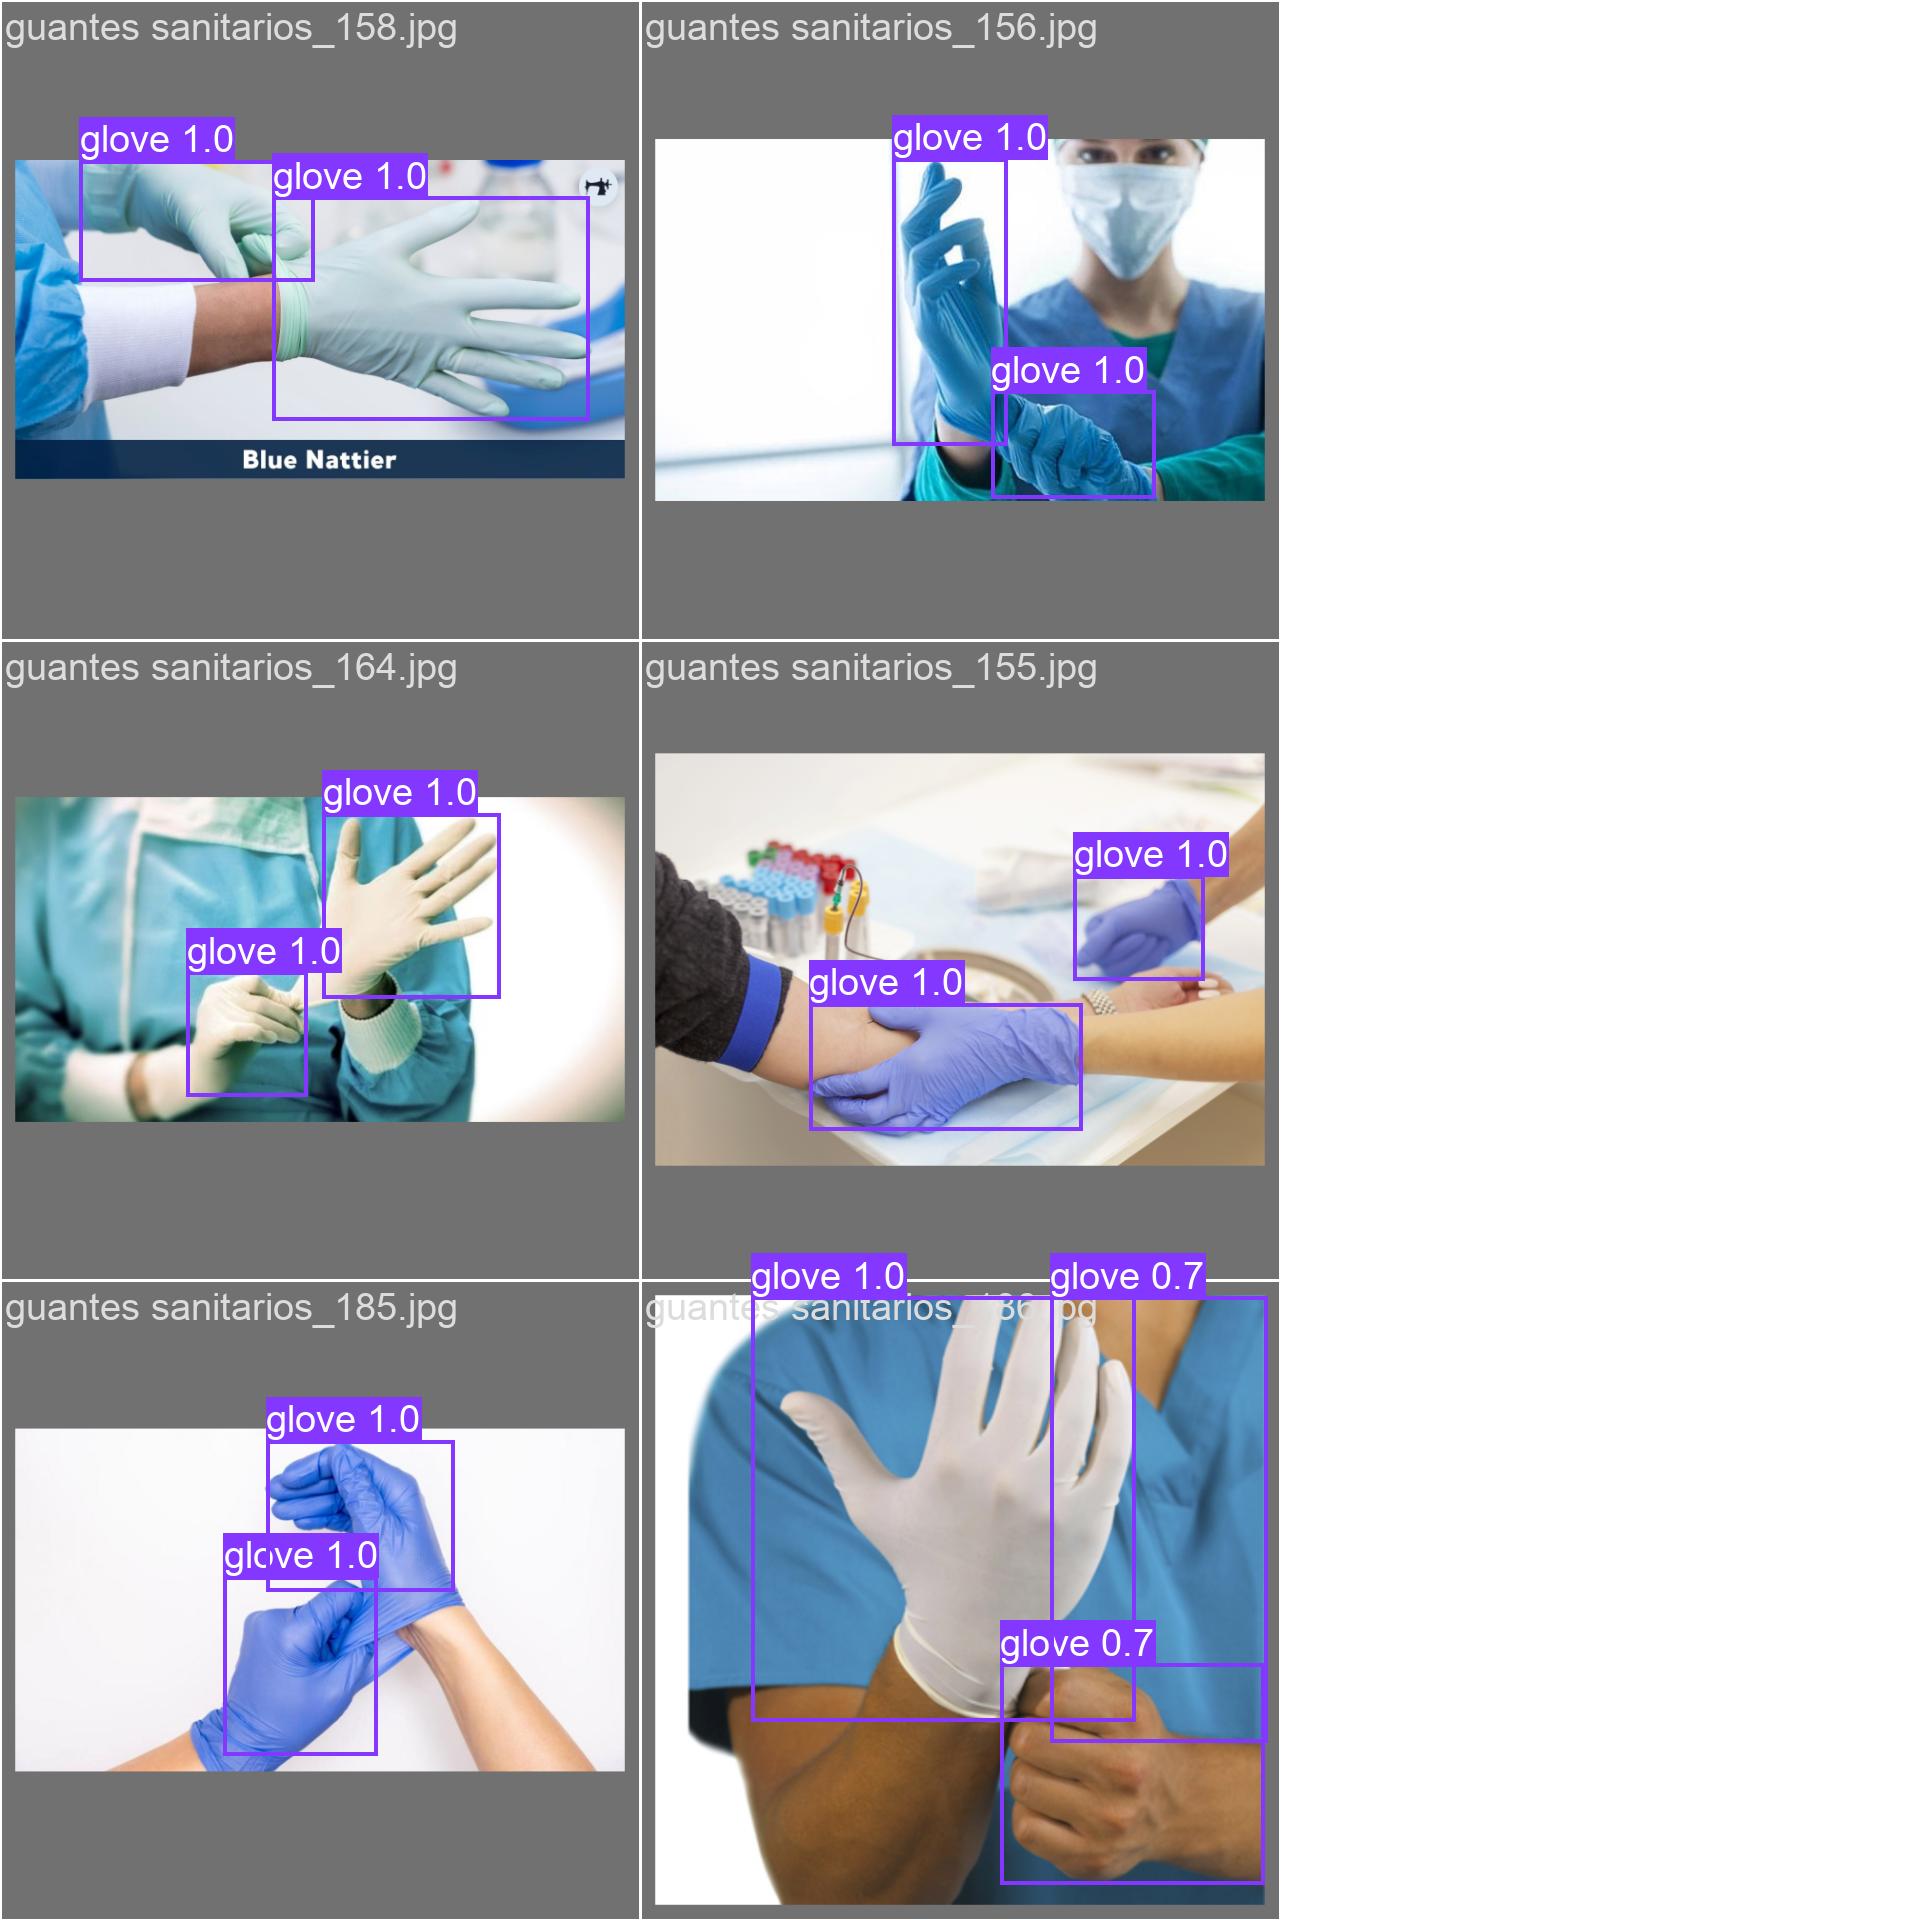 guantes sanitarios_158.jpg
glove 1.0
glove 1.0
Blue Nattier
guantes sanitarios_156.jpg
glove 1.0
glove 1.0
guantes sanitarios_164.jpg
glove 1.0
glove 1.0
guantes sanitarios_155.jpg
glove 1.0
glove 1.0
guantes sanitarios_185.jpg
glove 1.0
glove 1.0
glove 1.0
glove 0.7
guantes sanitarios_186.jpg
glove 0.7